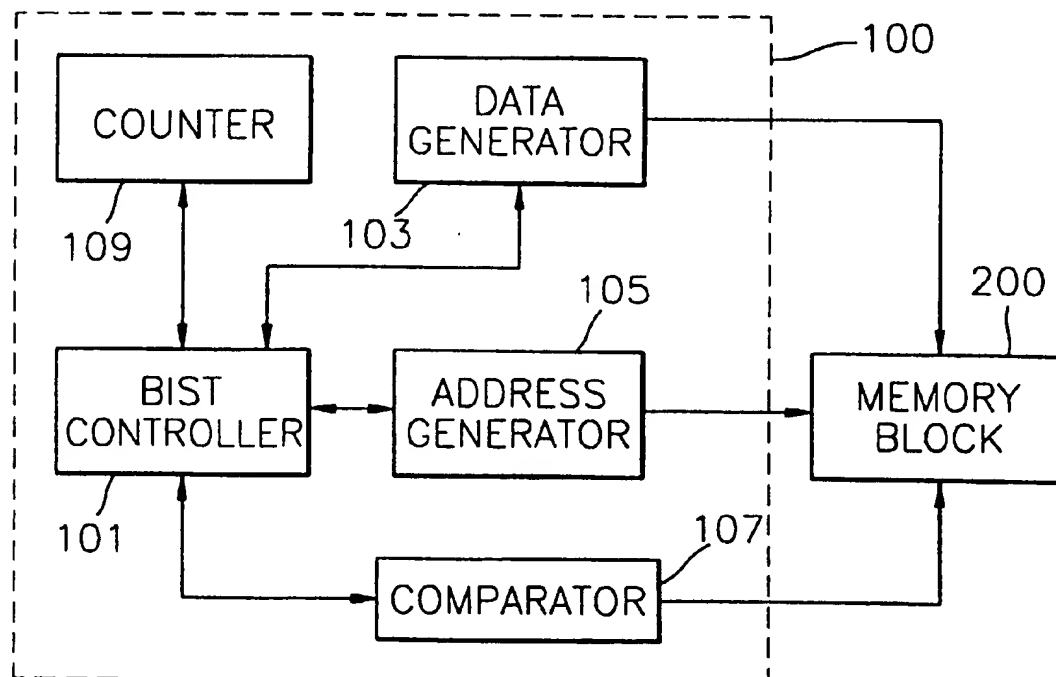 100
COUNTER
DATA
GENERATOR
109
103
105
200
BIST
CONTROLLER
ADDRESS
GENERATOR
MEMORY
BLOCK
101
107
COMPARATOR